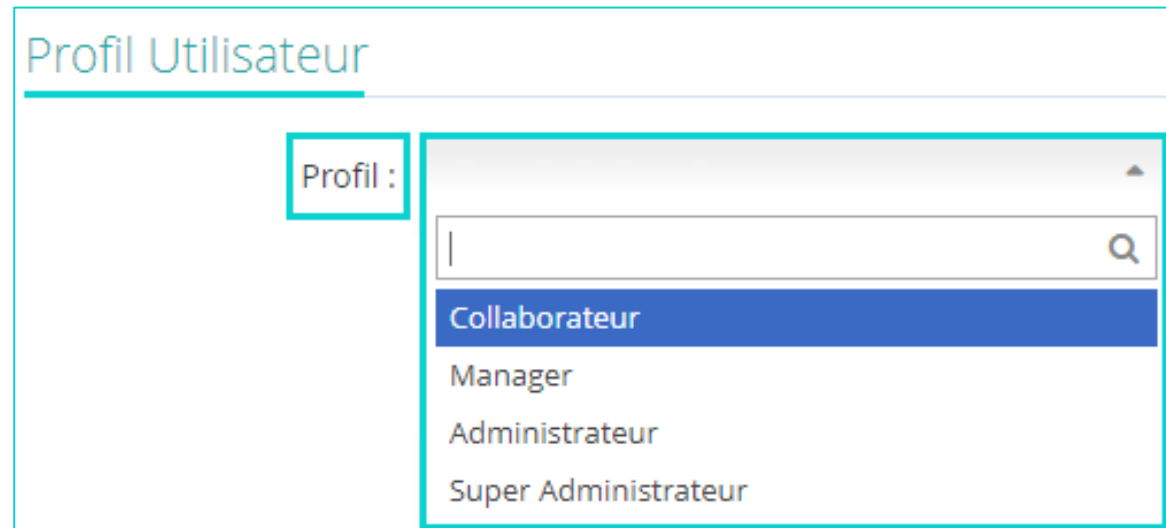 Profil Utilisateur
Profil :
Collaborateur
Manager
Administrateur
Super Administrateur